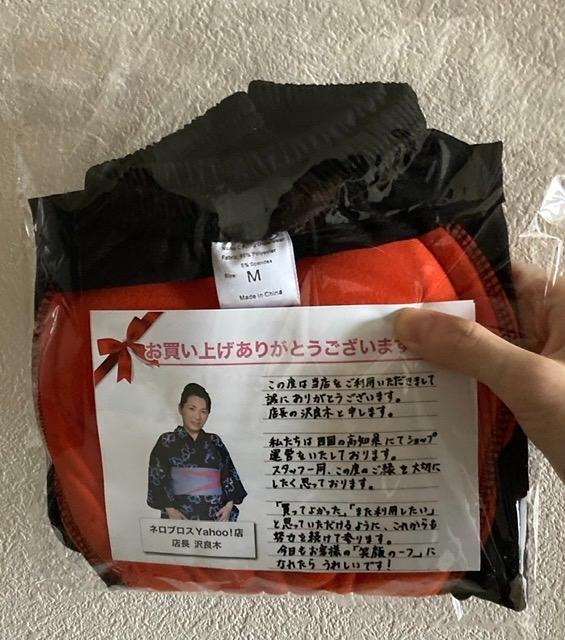 Fabric: 95% Polyester
5% Spandex
Size M
Made in China
お買い上げありがとうございます
この度は当店をご利用いただきまして
誠にありがとうございます。
店長の沢良木と申します。
私たちは四国の高知県にてショップ
運営をいたしております。
スタッフ一同、この度のご縁を大切に
したく思っております。
「買ってよかった」「また利用したい」
と思っていただけるように、これからも
努力を続けて参ります。
今日もお客様の「笑顔の一つ」に
なれたらうれしいです!
ネロブロスYahoo!店
店長 沢良木